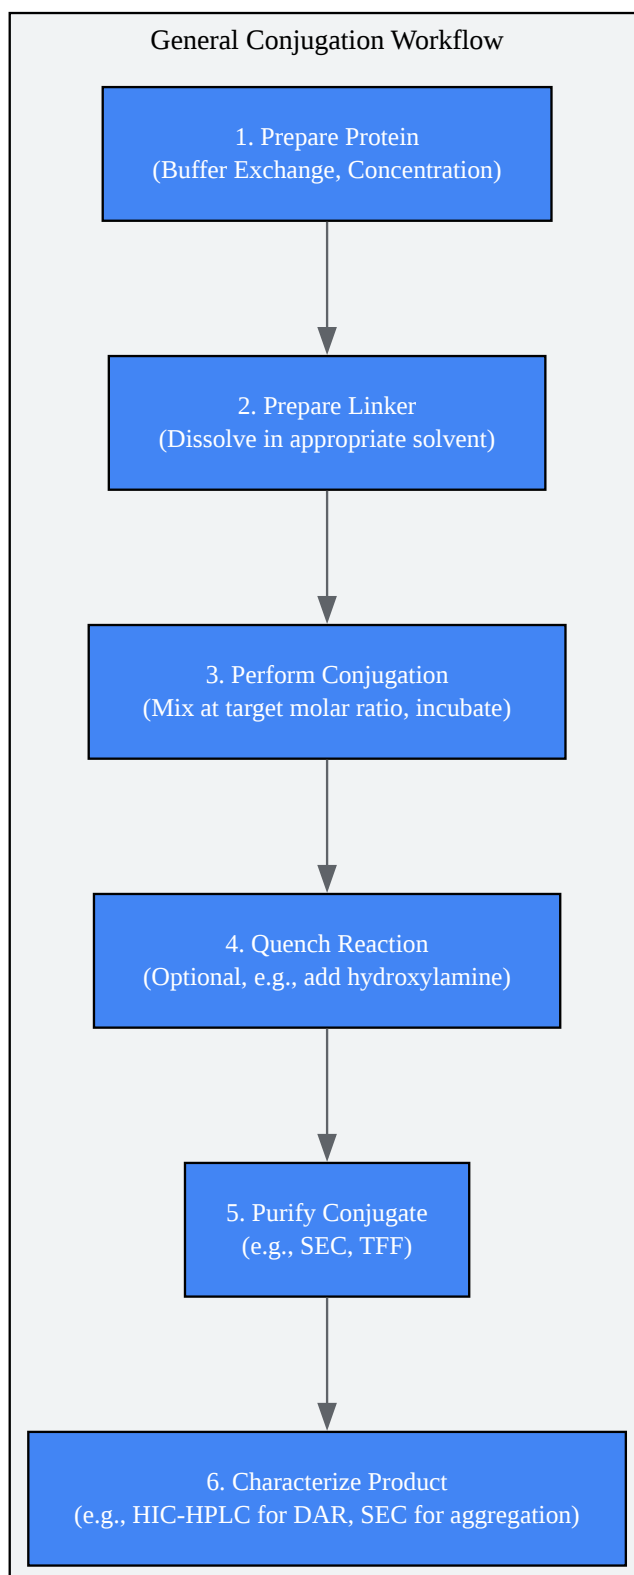 General Conjugation Workflow
1. Prepare Protein
(Buffer Exchange, Concentration)
2. Prepare Linker
(Dissolve in appropriate solvent)
3. Perform Conjugation
(Mix at target molar ratio, incubate)
4. Quench Reaction
(Optional, e.g., add hydroxylamine)
5. Purify Conjugate
(e.g., SEC, TFF)
6. Characterize Product
(e.g., HIC-HPLC for DAR, SEC for aggregation)